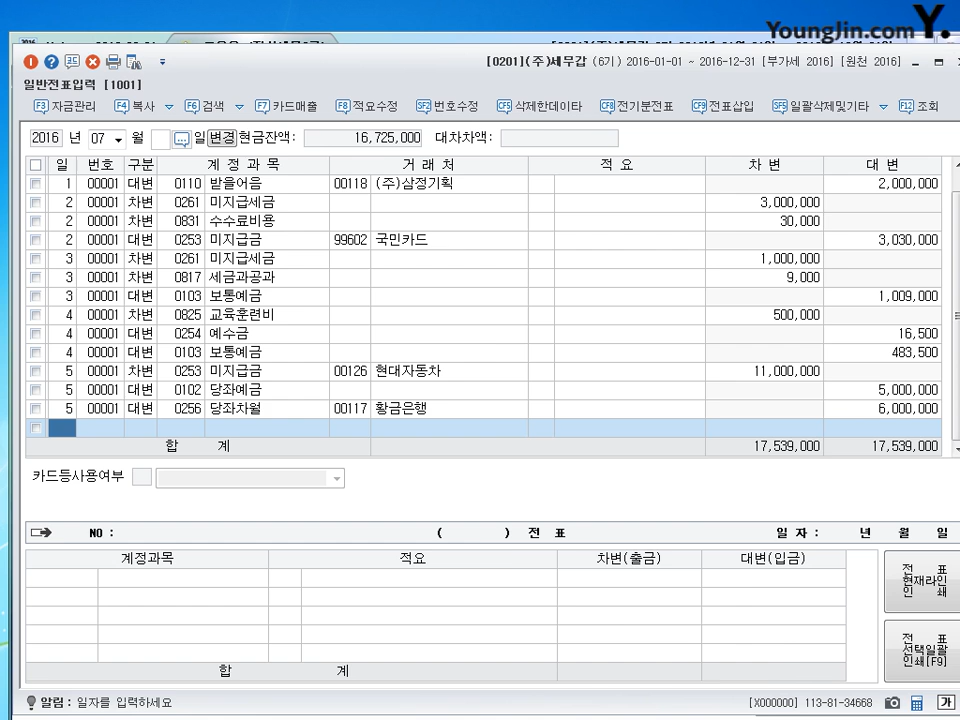 YoungJin.com Y.
[0201](주)세무갑 (6기) 2016-01-01 ~ 2016-12-31 [부가세 2016] [원천 2016]
일반전표입력 [1001]
F3 자금관리 F4 복사 F6 검색 F7 카드매출 F8 적요수정 SF2 번호수정 CF5 삭제한데이타 CF8 전기분전표 CF9 전표삽입 SF5 일괄삭제및기타 F12 조회
2016 년 07 월 일 변경 현금잔액: 16,725,000 대차차액:
일 번호 구분 계 정 과 목 거 래 처 적 요 차 변 대 변
1 00001 대변 0110 받을어음 00118 (주)삼정기획 2,000,000
2 00001 차변 0261 미지급세금 3,000,000
2 00001 차변 0831 수수료비용 30,000
2 00001 대변 0253 미지급금 99602 국민카드 3,030,000
3 00001 차변 0261 미지급세금 1,000,000
3 00001 차변 0817 세금과공과 9,000
3 00001 대변 0103 보통예금 1,009,000
4 00001 차변 0825 교육훈련비 500,000
4 00001 대변 0254 예수금 16,500
4 00001 대변 0103 보통예금 483,500
5 00001 차변 0253 미지급금 00126 현대자동차 11,000,000
5 00001 대변 0102 당좌예금 5,000,000
5 00001 대변 0256 당좌차월 00117 황금은행 6,000,000
합 계 17,539,000 17,539,000
카드등사용여부
NO : ( ) 전 표 일 자 : 년 월 일
계정과목 적요 차변(출금) 대변(입금)
전 표
현재라인
인 쇄
전 표
선택일괄
인쇄[F9]
합 계
알림 : 일자를 입력하세요 [X000000] 113-81-34668 가